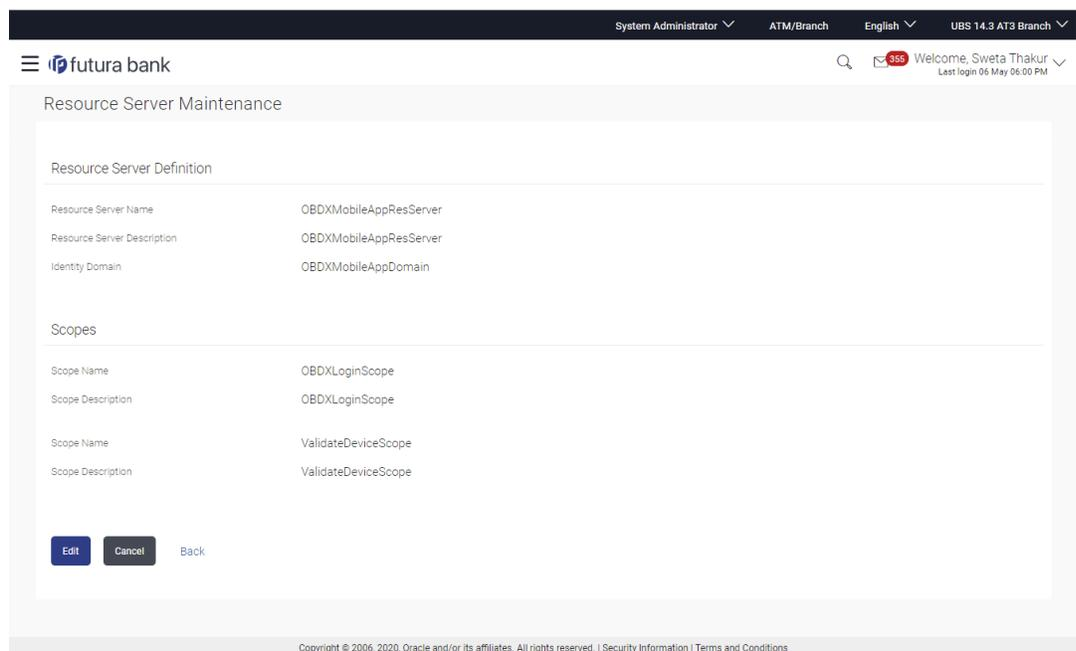 System Administrator ATM/Branch English UBS 14.3 AT3 Branch
futura bank 355 Welcome, Sweta Thakur
Last login 06 May 06:00 PM
Resource Server Maintenance
Resource Server Definition
Resource Server Name OBDXMobileAppResServer
Resource Server Description OBDXMobileAppResServer
Identity Domain OBDXMobileAppDomain
Scopes
Scope Name OBDXLoginScope
Scope Description OBDXLoginScope
Scope Name ValidateDeviceScope
Scope Description ValidateDeviceScope
Edit Cancel Back
Copyright © 2006, 2020, Oracle and/or its affiliates. All rights reserved. | Security Information | Terms and Conditions